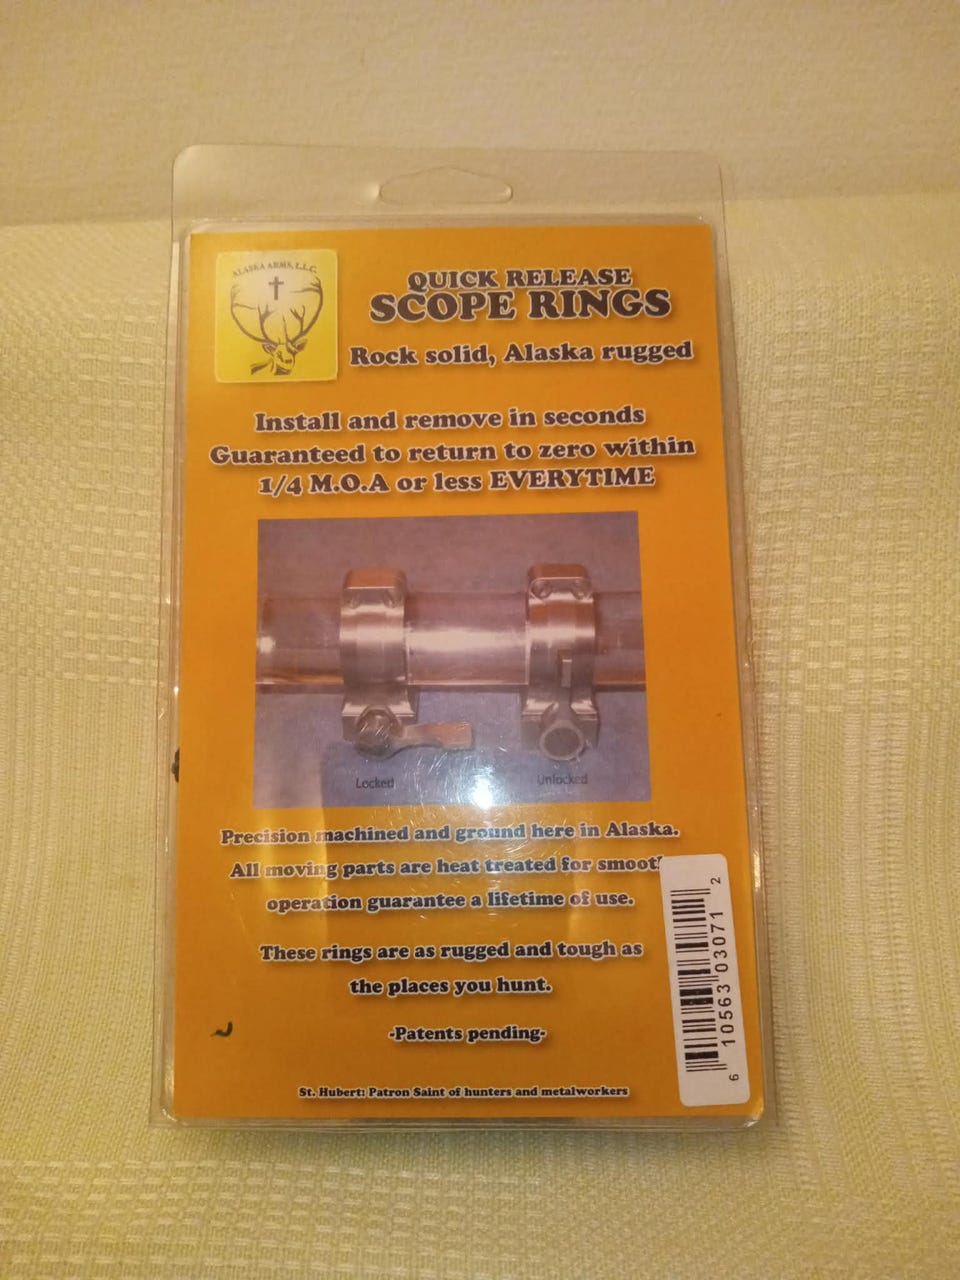 ALASKA ARMS, L.L.C.
QUICK RELEASE
SCOPE RINGS
Rock solid, Alaska rugged
Install and remove in seconds
Guaranteed to return to zero within
1/4 M.O.A or less EVERYTIME
Locked
Unlocked
Precision machined and ground here in Alaska.
All moving parts are heat treated for smoot
operation guarantee a lifetime of use.
These rings are as rugged and tough as
the places you hunt.
-Patents pending-
St. Hubert: Patron Saint of hunters and metalworkers
6 10563 03071 2